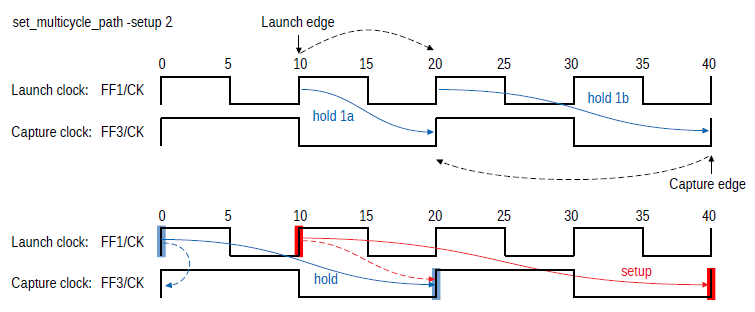 set_multicycle_path -setup 2
Launch edge
0 5 10 15 20 25 30 35 40
Launch clock: FF1/CK
hold 1a
hold 1b
Capture clock: FF3/CK
Capture edge
0 5 10 15 20 25 30 35 40
Launch clock: FF1/CK
hold
setup
Capture clock: FF3/CK